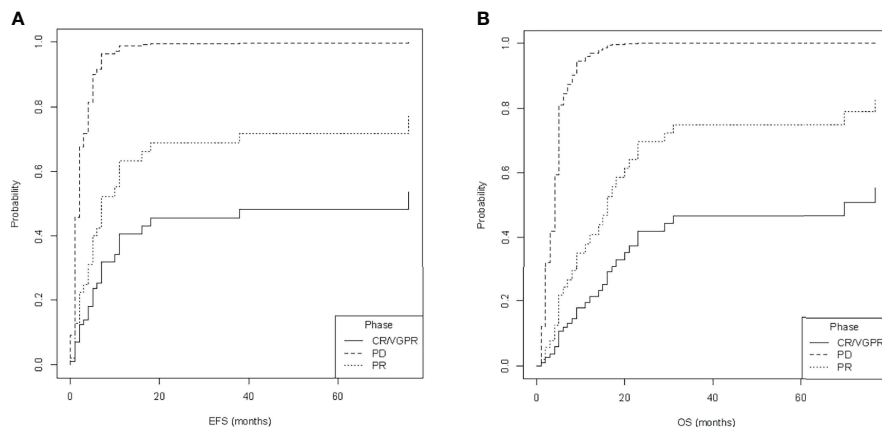 A
Probability
1.0
0.8
0.6
0.4
0.2
0.0
0
20
40
60
EFS (months)
Phase
CR/VGPR
PD
PR
B
Probability
1.0
0.8
0.6
0.4
0.2
0.0
0
20
40
60
OS (months)
Phase
CR/VGPR
PD
PR